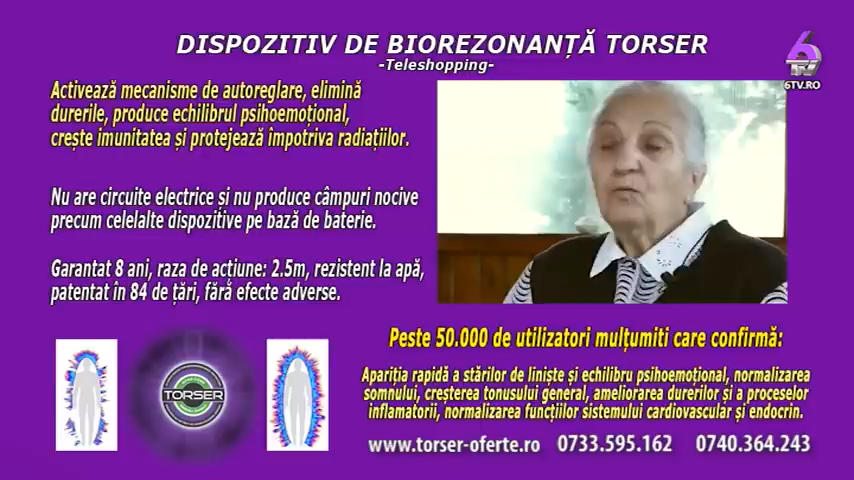 DISPOZITIV DE BIOREZONANȚĂ TORSER
-Teleshopping-
6
TV
6TV.RO
Activează mecanisme de autoreglare, elimină
durerile, produce echilibrul psihoemoțional,
crește imunitatea și protejează împotriva radiațiilor.
Nu are circuite electrice și nu produce câmpuri nocive
precum celelalte dispozitive pe bază de baterie.
Garantat 8 ani, raza de acțiune: 2.5m, rezistent la apă,
patentat în 84 de țări, fără efecte adverse.
TORSER
Peste 50.000 de utilizatori mulțumiti care confirmă:
Apariția rapidă a stărilor de liniște și echilibru psihoemoțional, normalizarea
somnului, creșterea tonusului general, ameliorarea durerilor și a proceselor
inflamatorii, normalizarea funcțiilor sistemului cardiovascular și endocrin.
www.torser-oferte.ro 0733.595.162 0740.364.243